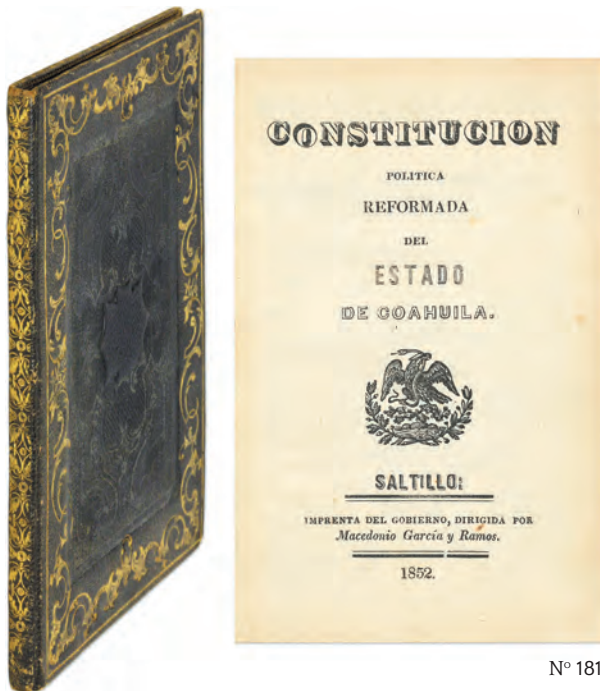 CONSTITUCION
POLITICA
REFORMADA
DEL
ESTADO
DE COAHUILA.
SALTILLO:
IMPRENTA DEL GOBIERNO, DIRIGIDA POR
Macedonio García y Ramos.
1852.
Nº 181